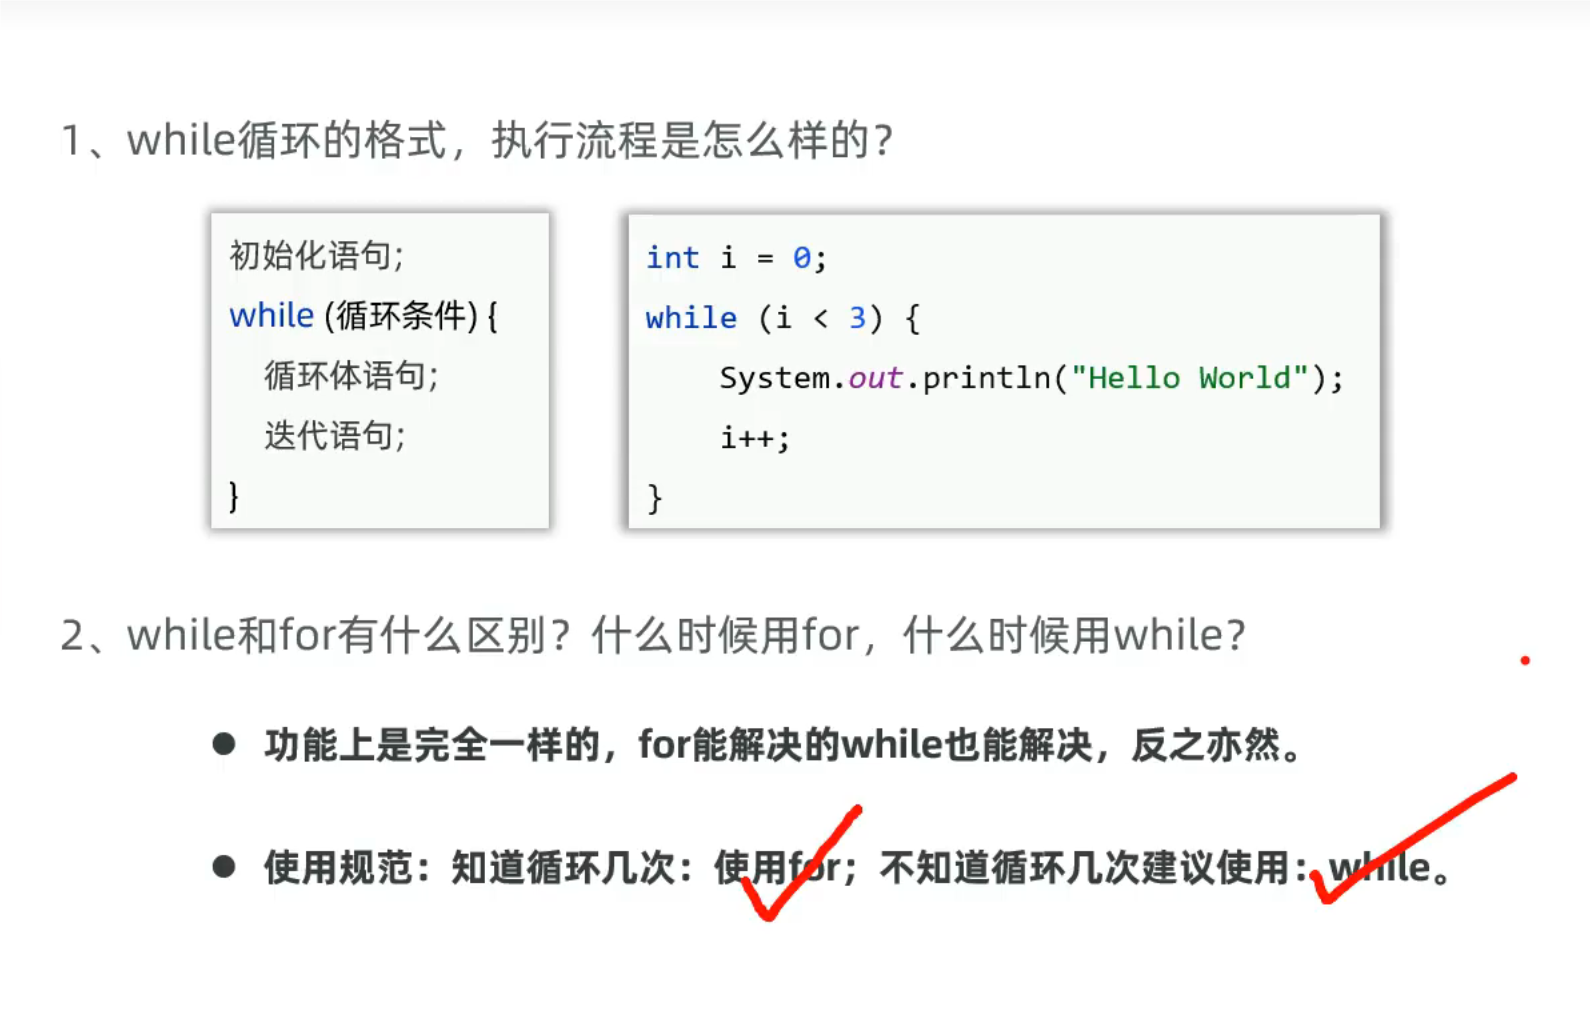 1、while循环的格式，执行流程是怎么样的？
初始化语句;
while (循环条件) {
循环体语句;
迭代语句;
}
int i = 0;
while (i < 3) {
System.out.println("Hello World");
i++;
}
2、while和for有什么区别？什么时候用for，什么时候用while？
● 功能上是完全一样的，for能解决的while也能解决，反之亦然。
● 使用规范：知道循环几次：使用for；不知道循环几次建议使用：while。